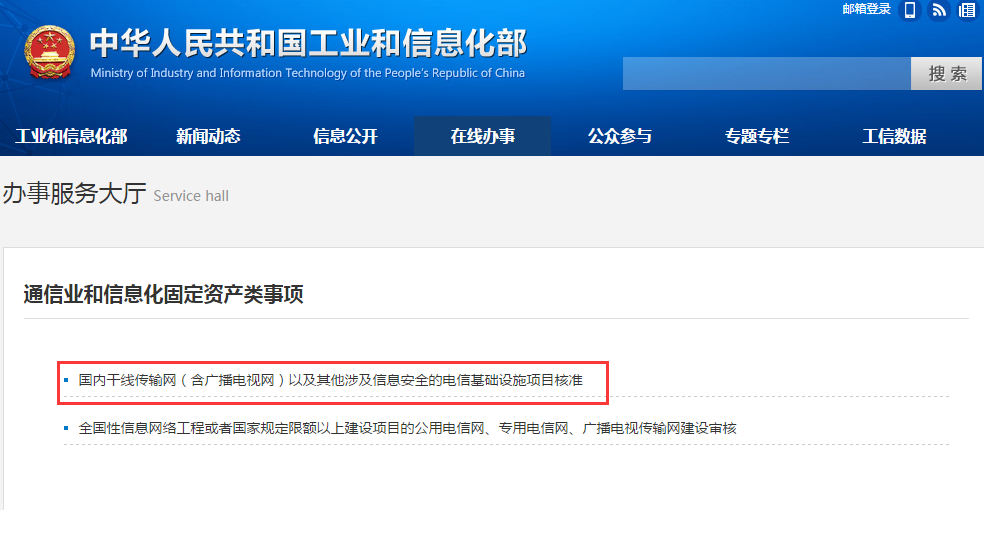 邮箱登录
中华人民共和国工业和信息化部
Ministry of Industry and Information Technology of the People's Republic of China
搜 索
工业和信息化部 新闻动态 信息公开 在线办事 公众参与 专题专栏 工信数据
办事服务大厅 Service hall
通信业和信息化固定资产类事项
国内干线传输网（含广播电视网）以及其他涉及信息安全的电信基础设施项目核准
全国性信息网络工程或者国家规定限额以上建设项目的公用电信网、专用电信网、广播电视传输网建设审核